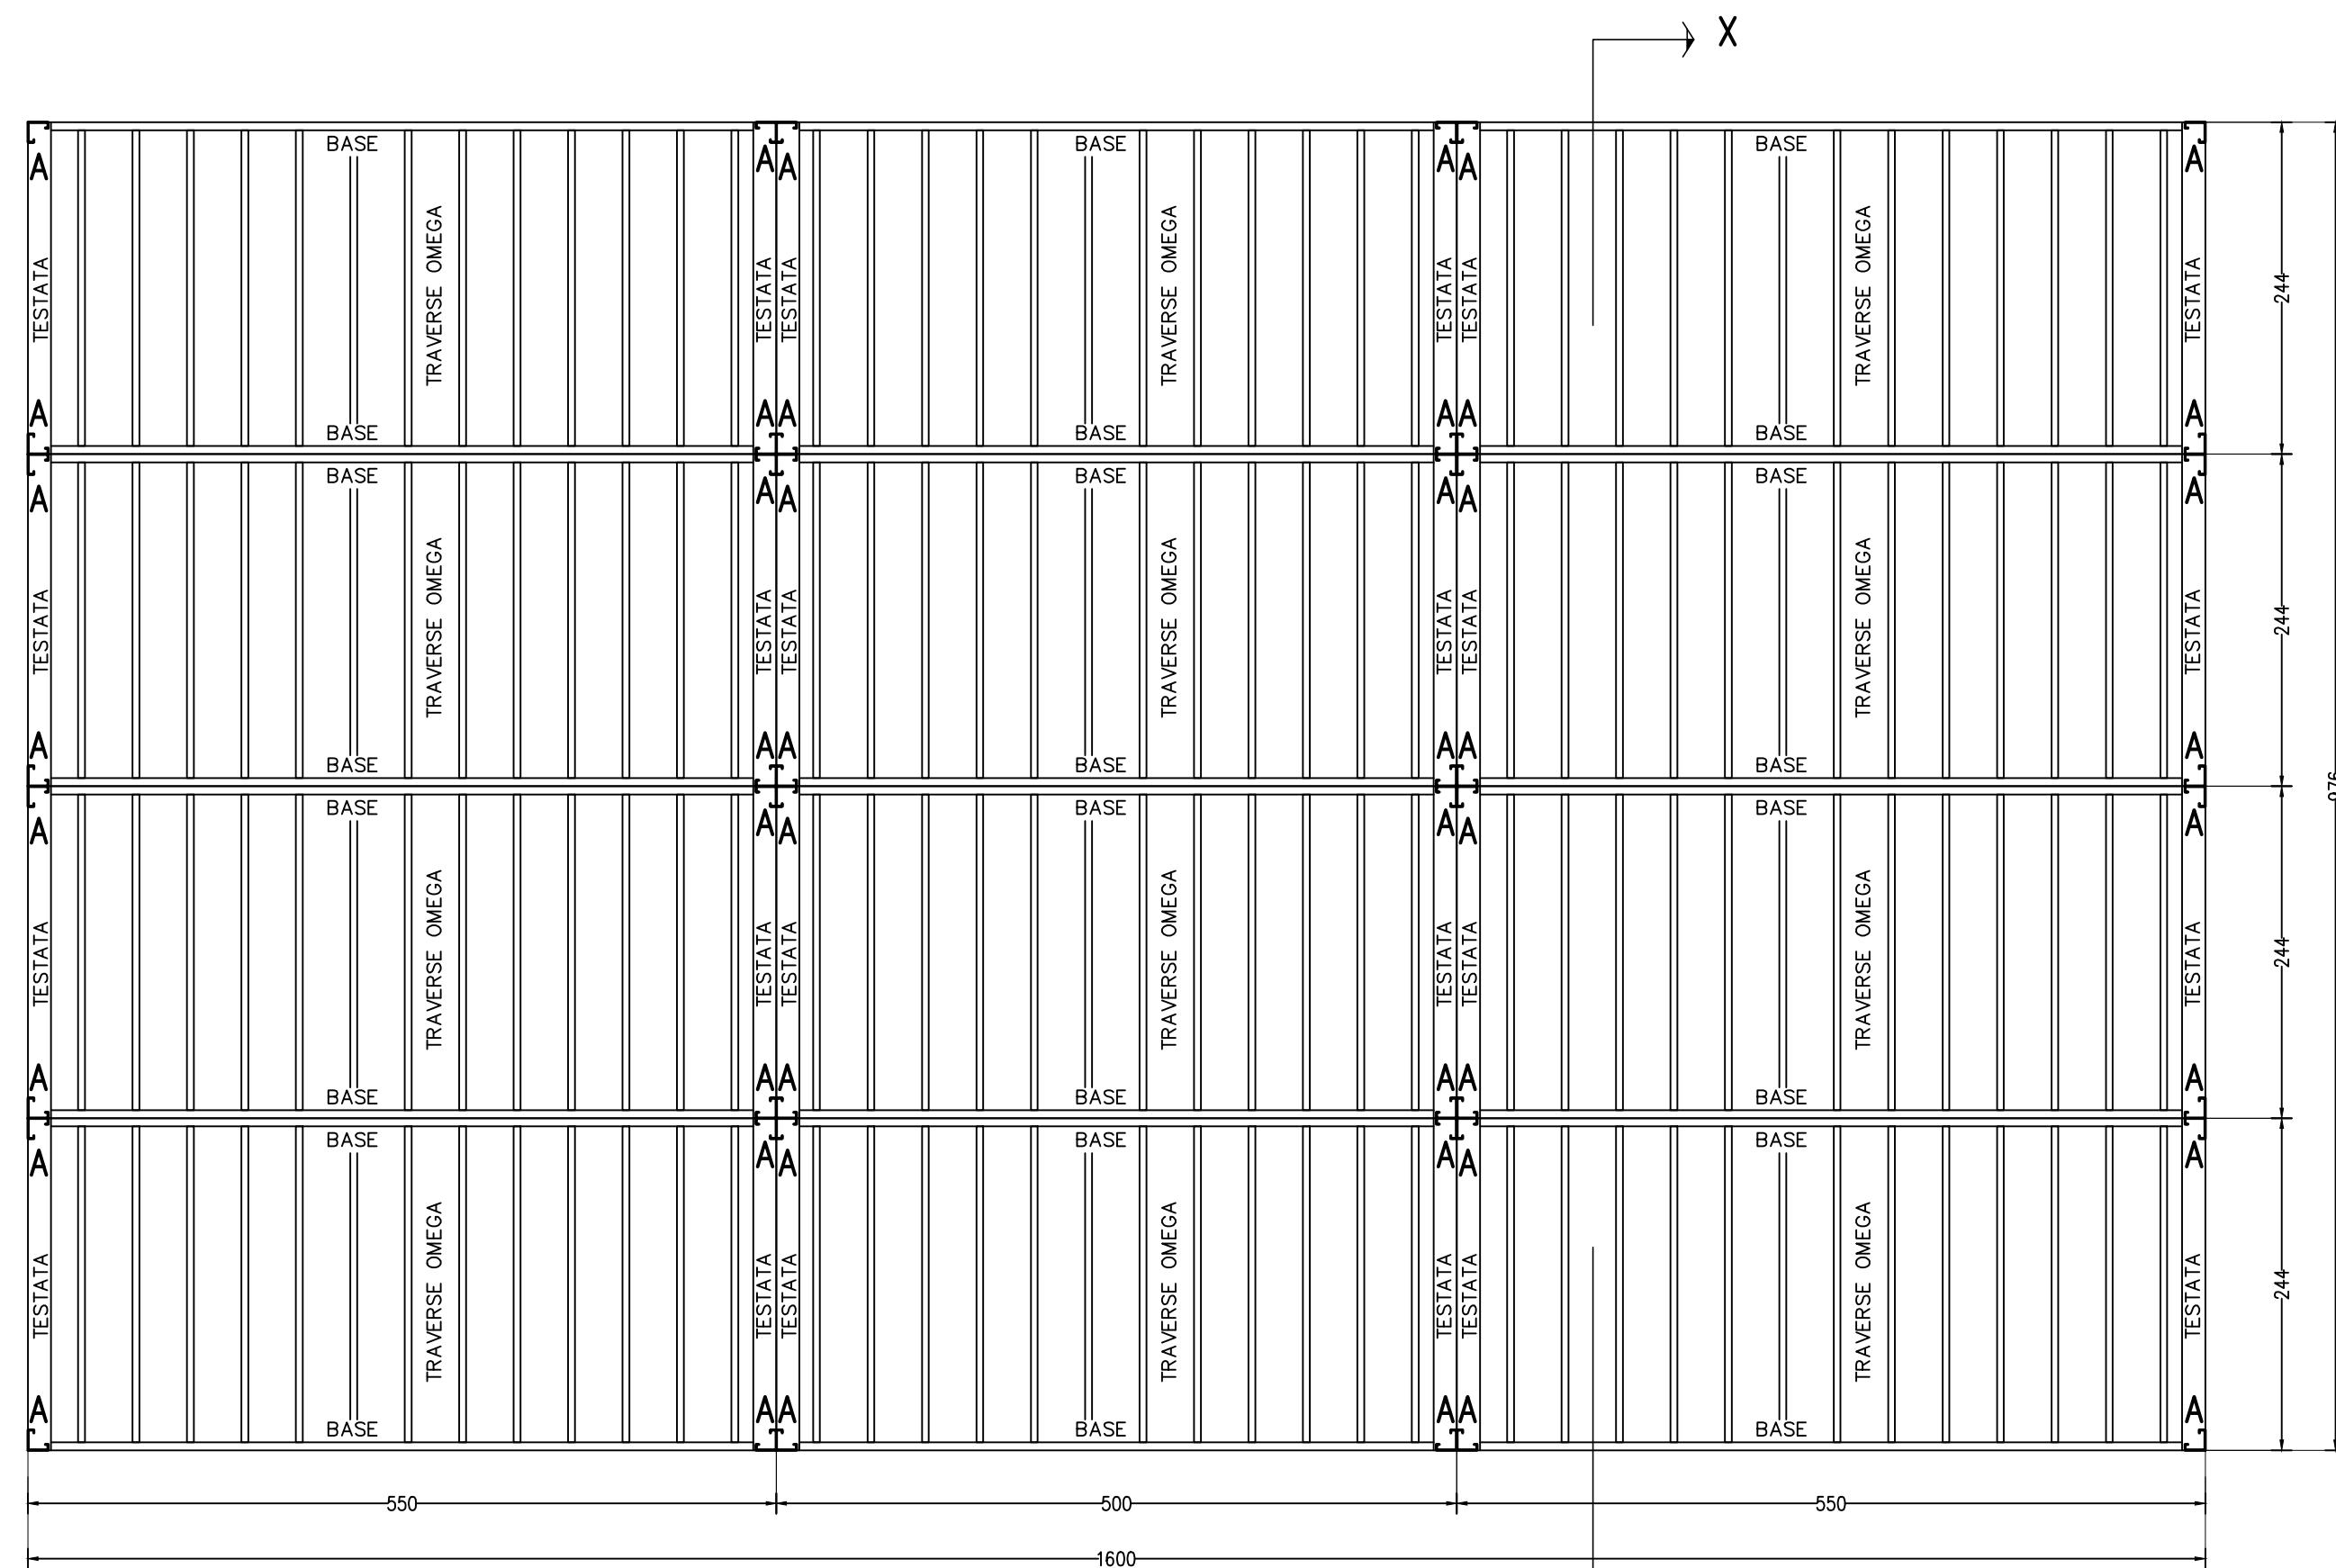 X
BASE BASE BASE
A A A A A A
TESTATA TRAVERSE OMEGA TESTATA TESTATA TRAVERSE OMEGA TESTATA TESTATA TRAVERSE OMEGA TESTATA 244
A A A A A A
BASE BASE BASE
BASE BASE BASE
A A A A A A
TESTATA TRAVERSE OMEGA TESTATA TESTATA TRAVERSE OMEGA TESTATA TESTATA TRAVERSE OMEGA TESTATA 244
A A A A A A
BASE BASE BASE
976
BASE BASE BASE
A A A A A A
TESTATA TRAVERSE OMEGA TESTATA TESTATA TRAVERSE OMEGA TESTATA TESTATA TRAVERSE OMEGA TESTATA 244
A A A A A A
BASE BASE BASE
BASE BASE BASE
A A A A A A
TESTATA TRAVERSE OMEGA TESTATA TESTATA TRAVERSE OMEGA TESTATA TESTATA TRAVERSE OMEGA TESTATA 244
A A A A A A
BASE BASE BASE
550 500 550
1600